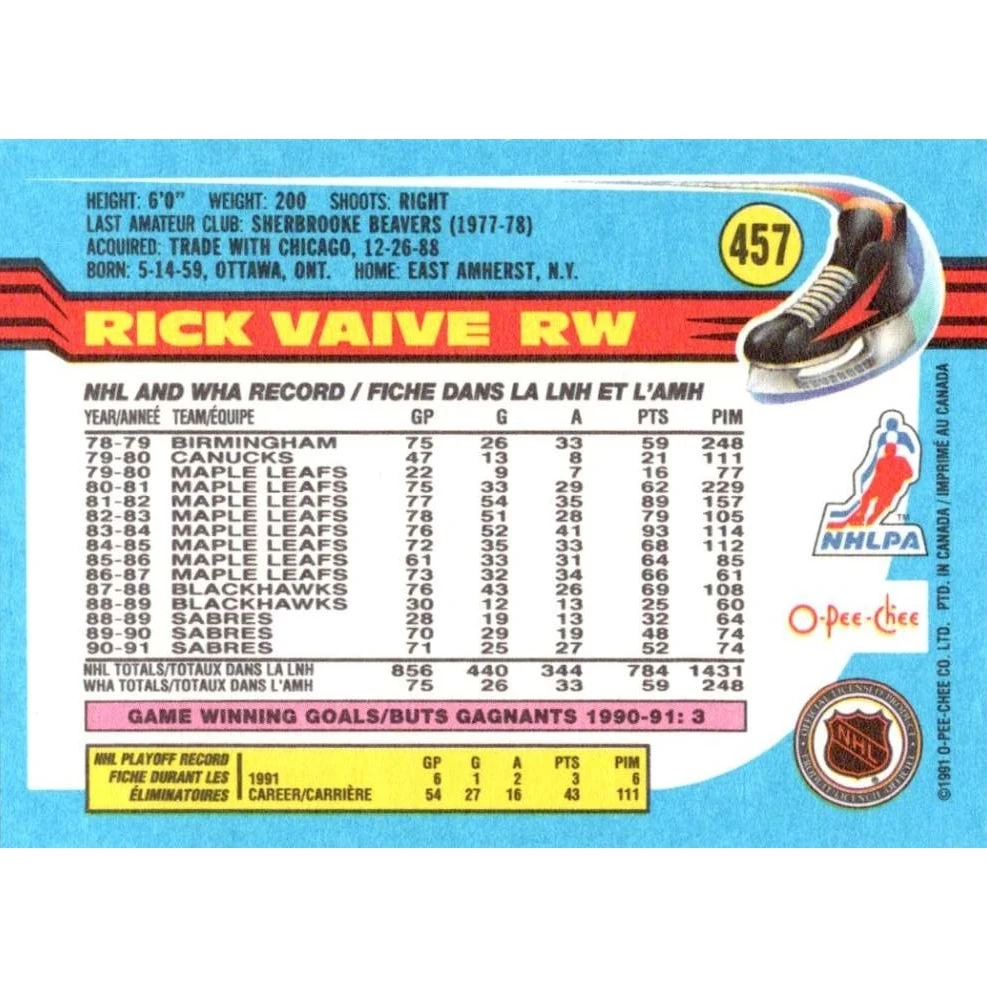 HEIGHT: 6'0" WEIGHT: 200 SHOOTS: RIGHT
LAST AMATEUR CLUB: SHERBROOKE BEAVERS (1977-78)
ACQUIRED: TRADE WITH CHICAGO, 12-26-88
BORN: 5-14-59, OTTAWA, ONT. HOME: EAST AMHERST, N.Y.
457
RICK VAIVE RW
NHL AND WHA RECORD / FICHE DANS LA LNH ET L'AMH
YEAR/ANNEÉ TEAM/ÉQUIPE GP G A PTS PIM
78-79 BIRMINGHAM 75 26 33 59 248
79-80 CANUCKS 47 13 8 21 111
79-80 MAPLE LEAFS 22 9 7 16 77
80-81 MAPLE LEAFS 75 33 29 62 229
81-82 MAPLE LEAFS 77 54 35 89 157
82-83 MAPLE LEAFS 78 51 28 79 105
83-84 MAPLE LEAFS 76 52 41 93 114
84-85 MAPLE LEAFS 72 35 33 68 112
85-86 MAPLE LEAFS 61 33 31 64 85
86-87 MAPLE LEAFS 73 32 34 66 61
87-88 BLACKHAWKS 76 43 26 69 108
88-89 BLACKHAWKS 30 12 13 25 60
88-89 SABRES 28 19 13 32 64
89-90 SABRES 70 29 19 48 74
90-91 SABRES 71 25 27 52 74
NHL TOTALS/TOTAUX DANS LA LNH 856 440 344 784 1431
WHA TOTALS/TOTAUX DANS L'AMH 75 26 33 59 248
GAME WINNING GOALS/BUTS GAGNANTS 1990-91: 3
NHL PLAYOFF RECORD GP G A PTS PIM
FICHE DURANT LES 1991 6 1 2 3 6
ÉLIMINATOIRES CAREER/CARRIÈRE 54 27 16 43 111
TM
NHLPA
O-Pee-Chee
OFFICIAL LICENSED PRODUCT
NHL
®
PRODUIT LICENCIÉ OFFICIEL
©1991 O-PEE-CHEE CO. LTD. PTD. IN CANADA / IMPRIMÉ AU CANADA